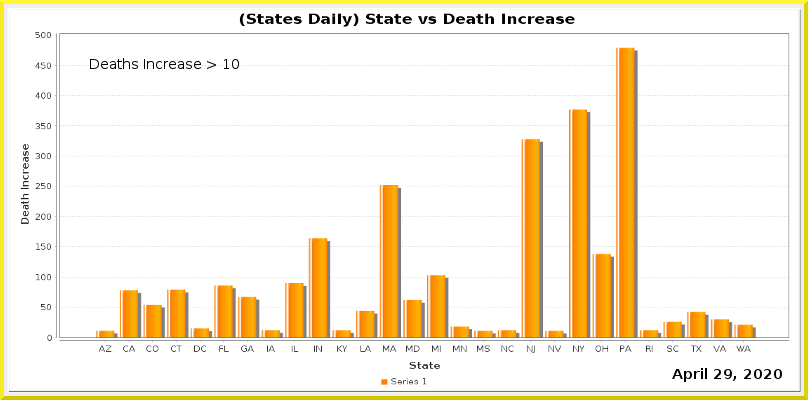 (States Daily) State vs Death Increase
Deaths Increase > 10
Death Increase
500
450
400
350
300
250
200
150
100
50
0
AZ CA CO CT DC FL GA IA IL IN KY LA MA MD MI MN MS NC NJ NV NY OH PA RI SC TX VA WA
State
Series 1
April 29, 2020